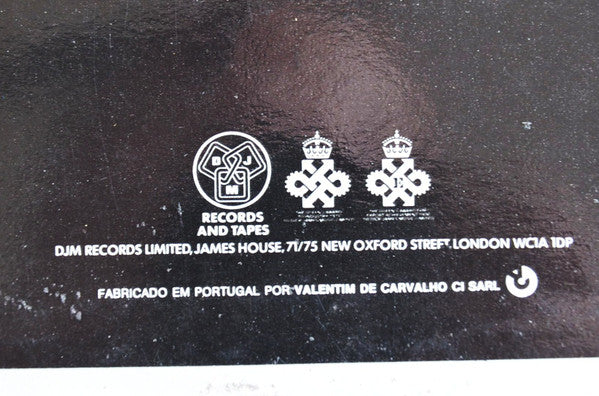 D J
M
E
RECORDS
AND TAPES
DJM RECORDS LIMITED, JAMES HOUSE, 71/75 NEW OXFORD STREET. LONDON WC1A 1DP
FABRICADO EM PORTUGAL POR VALENTIM DE CARVALHO CI SARL